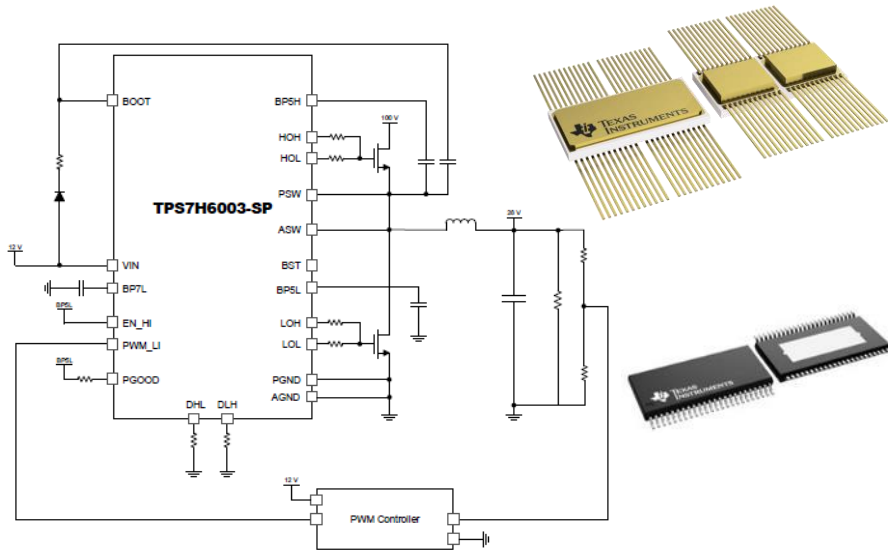 BOOT
BP5H
HOH
HOL
100 V
PSW
TPS7H6003-SP
ASW
28 V
12 V
VIN
BST
BP7L
BP5L
BP5L
EN_HI
LOH
PWM_LI
LOL
BP5L
PGOOD
PGND
AGND
DHL
DLH
12 V
PWM Controller
TEXAS
INSTRUMENTS
TEXAS
INSTRUMENTS